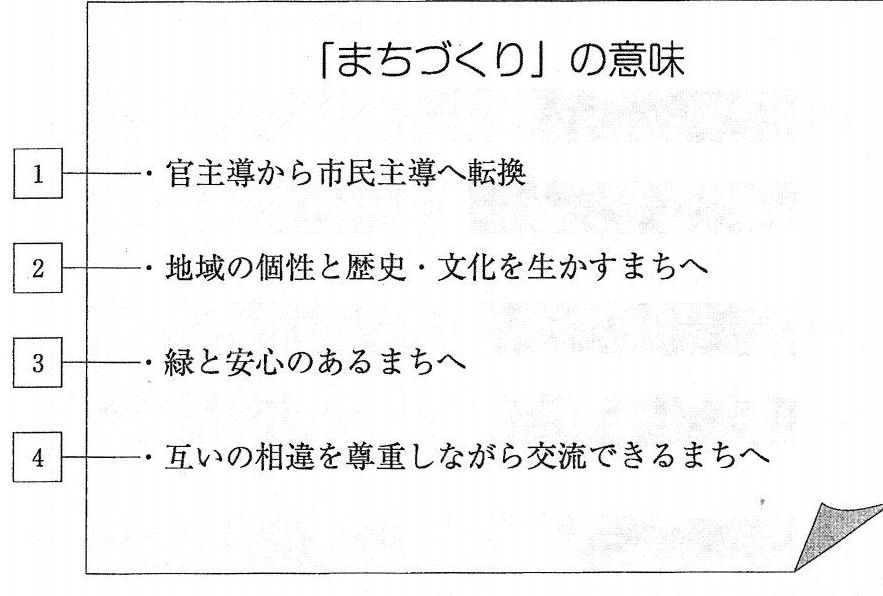 「まちづくり」の意味
1 ・官主導から市民主導へ転換
2 ・地域の個性と歴史・文化を生かすまちへ
3 ・緑と安心のあるまちへ
4 ・互いの相違を尊重しながら交流できるまちへ